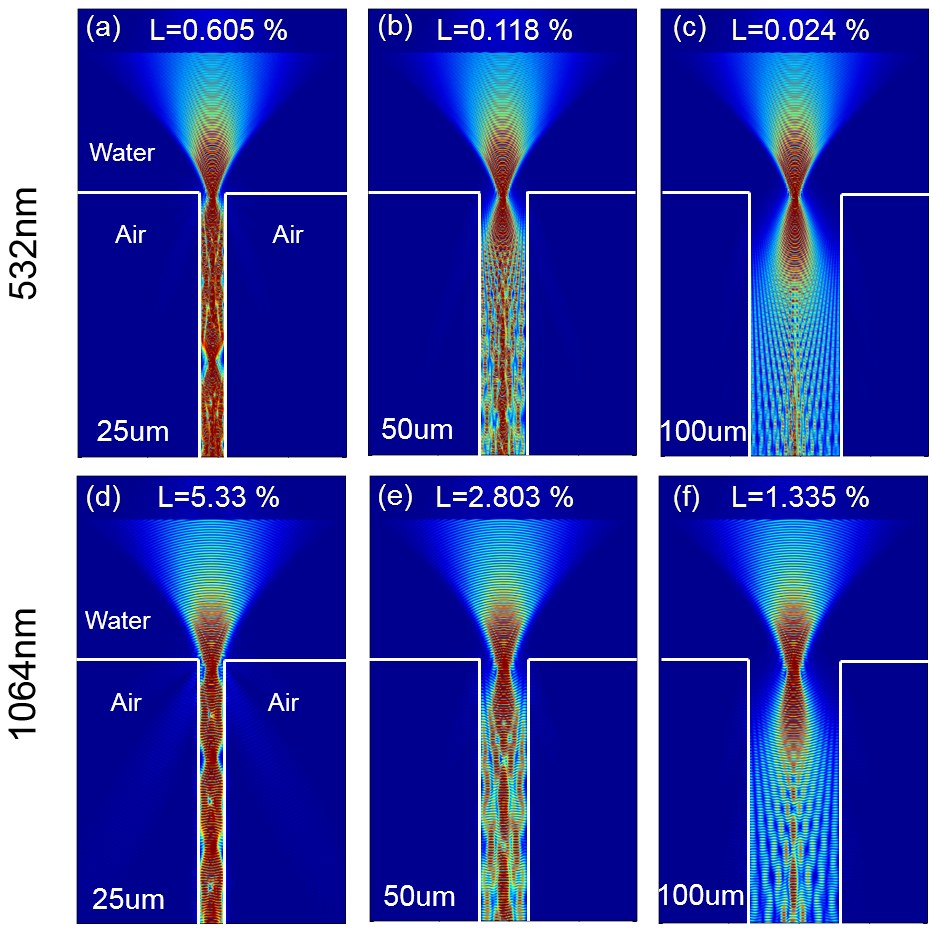 (a) L=0.605 %
(b) L=0.118 %
(c) L=0.024 %
532nm
Water
Air
Air
25um
50um
100um
(d) L=5.33 %
(e) L=2.803 %
(f) L=1.335 %
1064nm
Water
Air
Air
25um
50um
100um